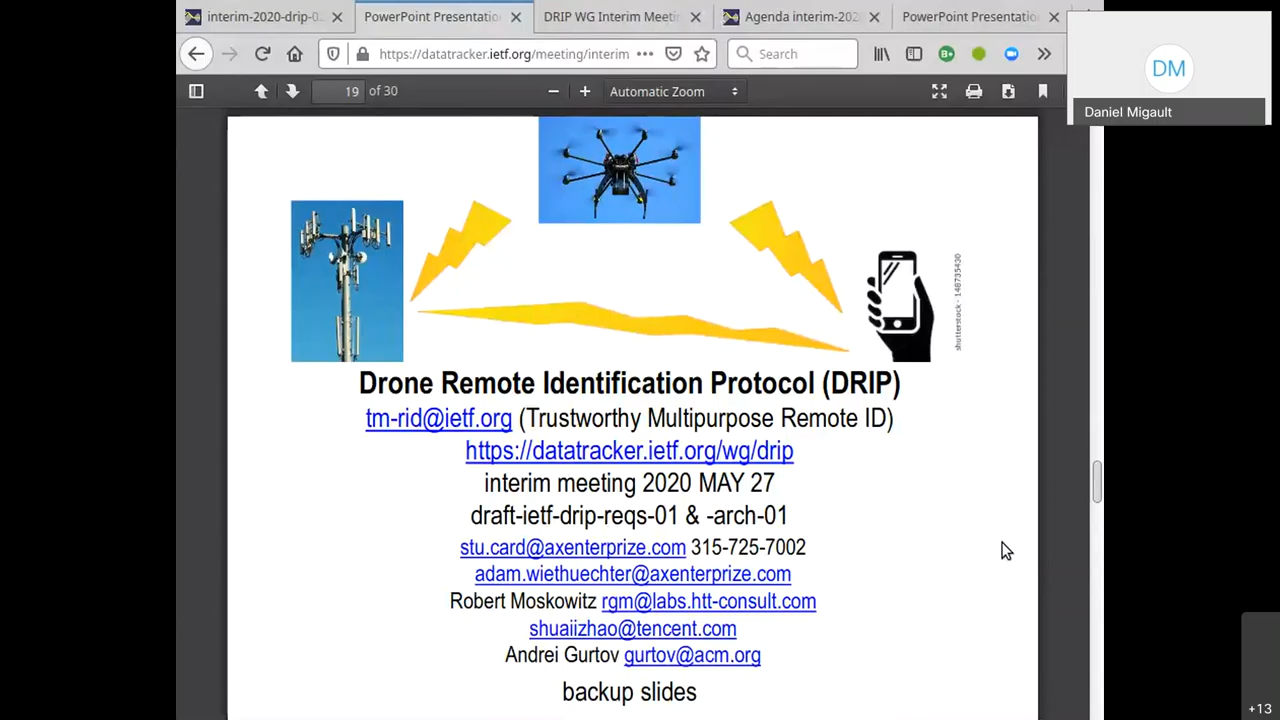 interim-2020-drip-0
PowerPoint Presentatio
DRIP WG Interim Meeti
Agenda interim-202
PowerPoint Presentatio
https://datatracker.ietf.org/meeting/interim
Search
19 of 30
Automatic Zoom
DM
Daniel Migault
shutterstock · 148735430
Drone Remote Identification Protocol (DRIP)
tm-rid@ietf.org (Trustworthy Multipurpose Remote ID)
https://datatracker.ietf.org/wg/drip
interim meeting 2020 MAY 27
draft-ietf-drip-reqs-01 & -arch-01
stu.card@axenterprize.com 315-725-7002
adam.wiethuechter@axenterprize.com
Robert Moskowitz rgm@labs.htt-consult.com
shuaiizhao@tencent.com
Andrei Gurtov gurtov@acm.org
backup slides
+13